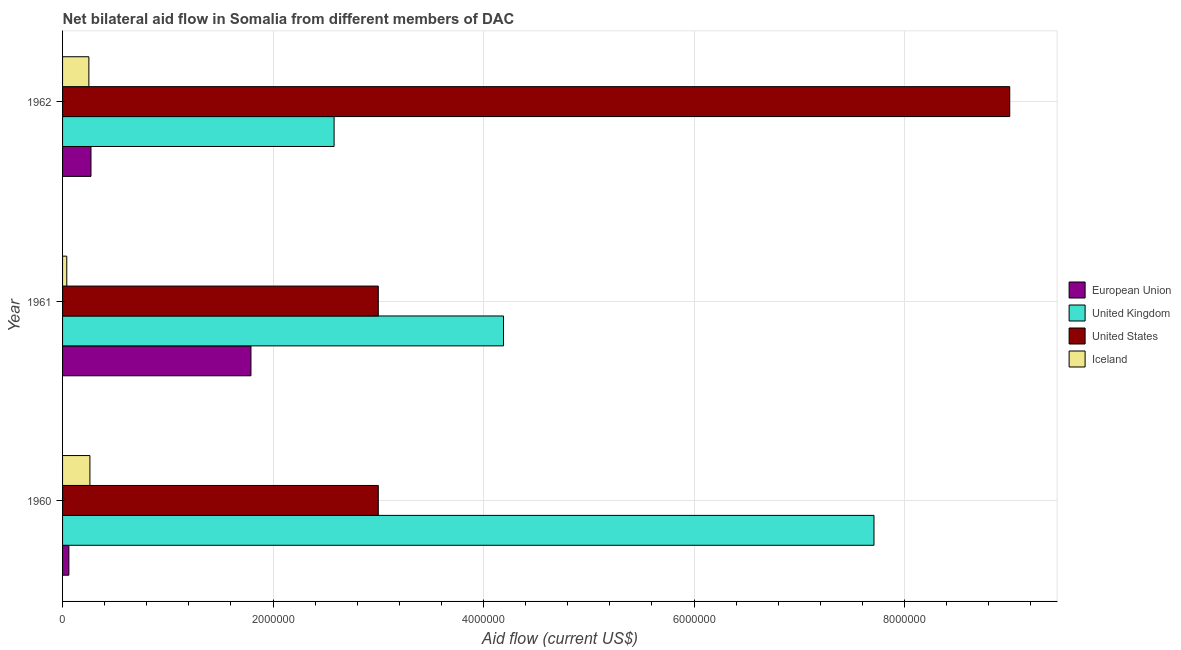 Net bilateral aid flow in Somalia from different members of DAC
1962
1961
1960
Year
0
2000000
4000000
6000000
8000000
Aid flow (current US$)
European Union
United Kingdom
United States
Iceland